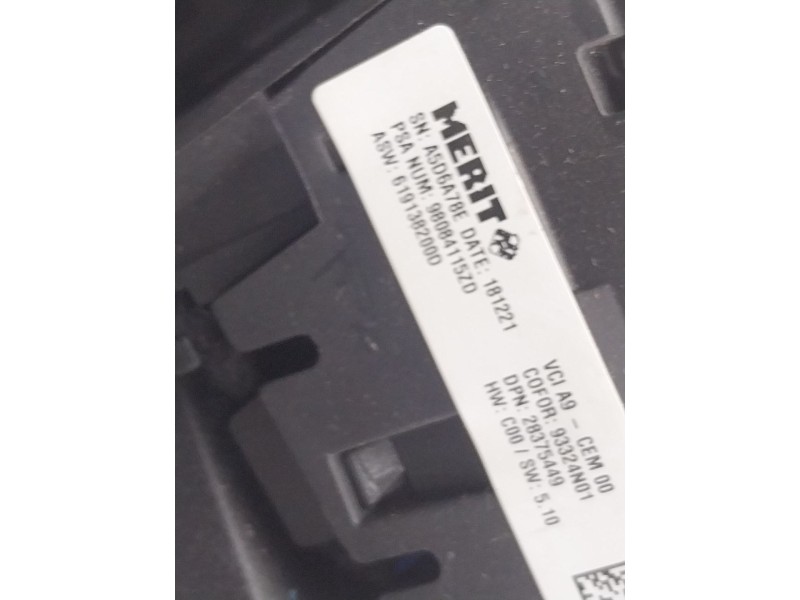 MERIT
SN: A5D6A78E DATE: 181221
PSA NUM: 98084115ZD
ASW: 619138200D
VCI A9 - CEM 00
COFOR: 93324N01
DPN: 28375449
HW: C00 / SW: 5.10